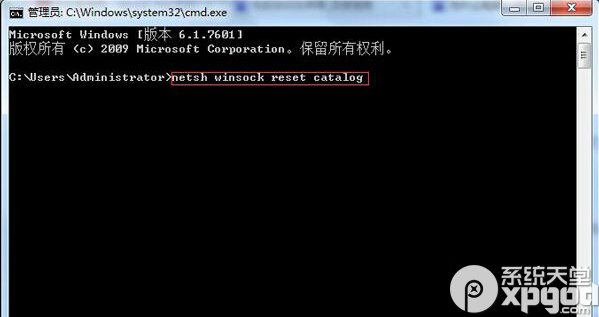 管理员: C:\Windows\system32\cmd.exe
Microsoft Windows [版本 6.1.7601]
版权所有 (c) 2009 Microsoft Corporation。保留所有权利。
C:\Users\Administrator>netsh winsock reset catalog
系统天堂
xpgod.com